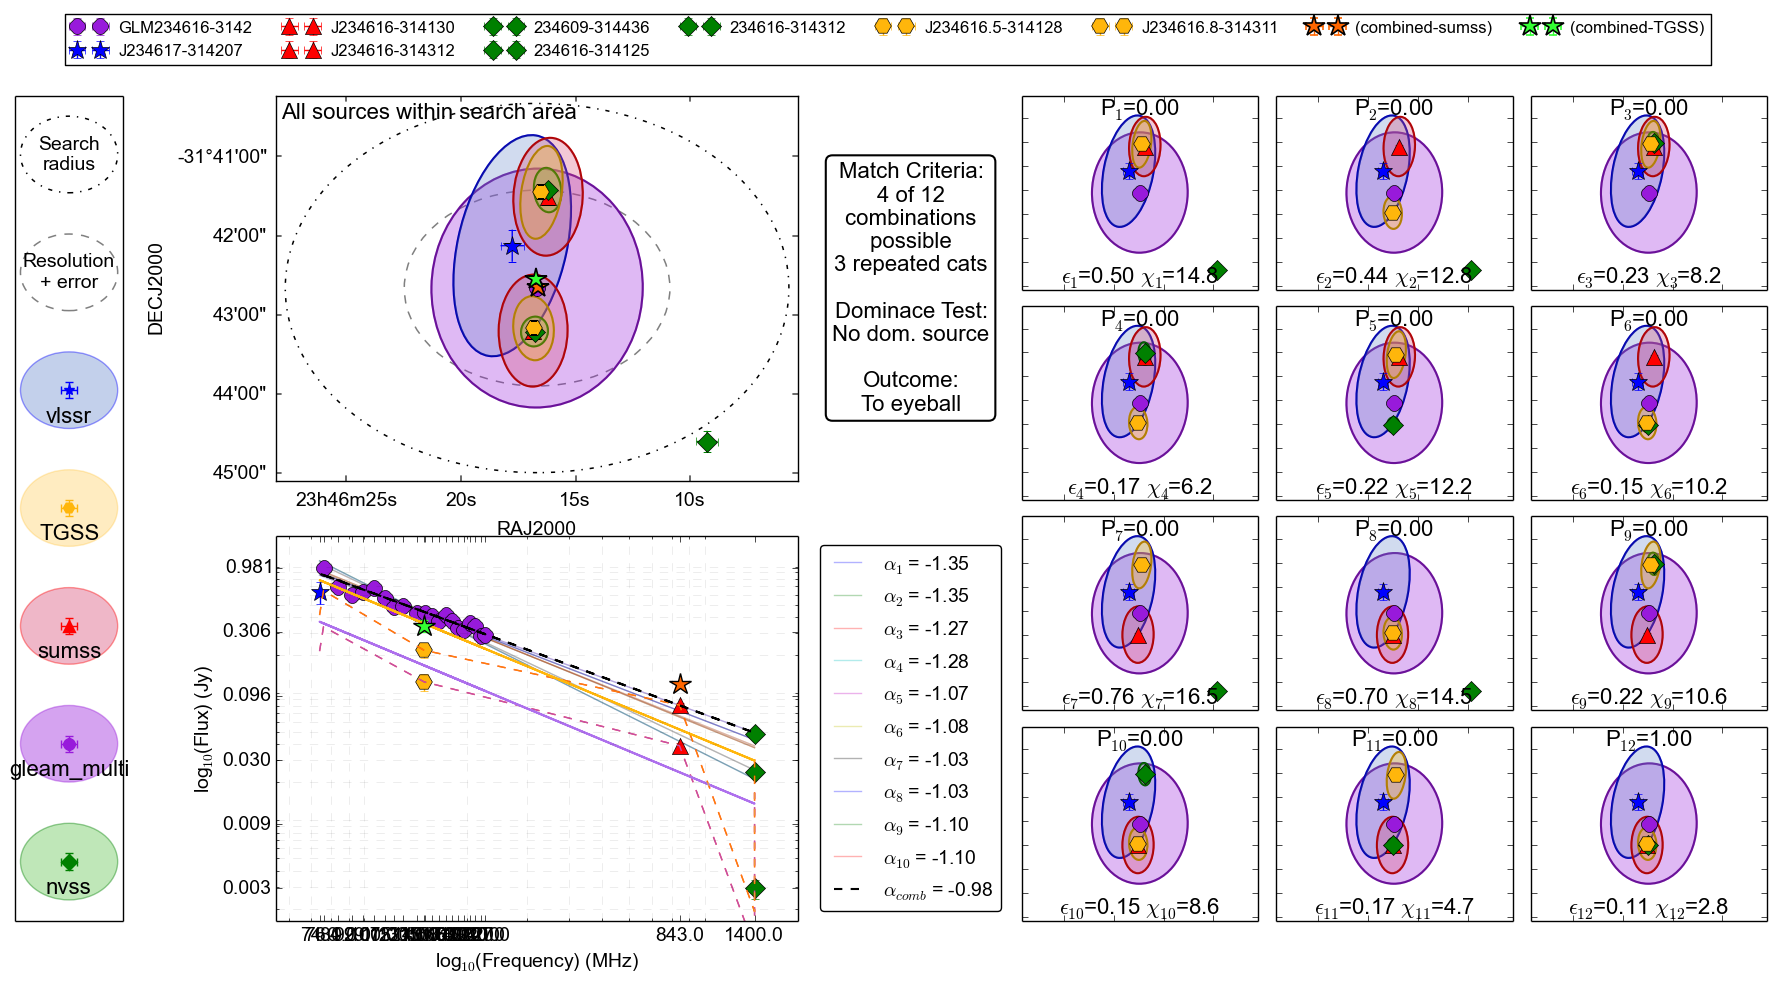 GLM234616-3142
J234616-314130
234609-314436
234616-314312
J234616.5-314128
J234616.8-314311
(combined-sumss)
(combined-TGSS)
J234617-314207
J234616-314312
234616-314125
Search
radius
Resolution
+ error
vlssr
TGSS
sumss
gleam_multi
nvss
All sources within search area
DECJ2000
-31°41'00"
42'00"
43'00"
44'00"
45'00"
23h46m25s
20s
15s
10s
RAJ2000
Match Criteria:
4 of 12
combinations
possible
3 repeated cats
Dominace Test:
No dom. source
Outcome:
To eyeball
log10(Flux) (Jy)
0.981
0.306
0.096
0.030
0.009
0.003
843.0
1400.0
log10(Frequency) (MHz)
α1 = -1.35
α2 = -1.35
α3 = -1.27
α4 = -1.28
α5 = -1.07
α6 = -1.08
α7 = -1.03
α8 = -1.03
α9 = -1.10
α10 = -1.10
αcomb = -0.98
P1=0.00
ϵ1=0.50 χ1=14.8
P2=0.00
ϵ2=0.44 χ2=12.8
P3=0.00
ϵ3=0.23 χ3=8.2
P4=0.00
ϵ4=0.17 χ4=6.2
P5=0.00
ϵ5=0.22 χ5=12.2
P6=0.00
ϵ6=0.15 χ6=10.2
P7=0.00
ϵ7=0.76 χ7=16.5
P8=0.00
ϵ8=0.70 χ8=14.5
P9=0.00
ϵ9=0.22 χ9=10.6
P10=0.00
ϵ10=0.15 χ10=8.6
P11=0.00
ϵ11=0.17 χ11=4.7
P12=1.00
ϵ12=0.11 χ12=2.8